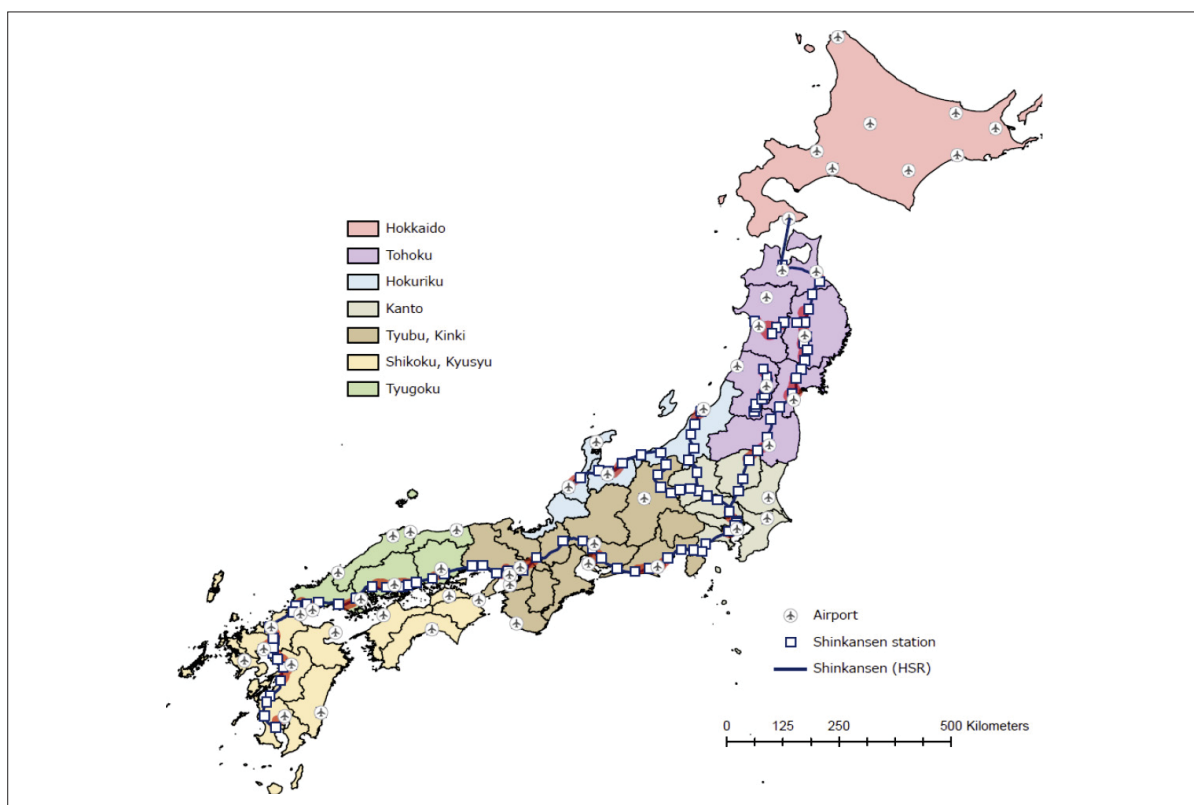 Hokkaido
Tohoku
Hokuriku
Kanto
Tyubu, Kinki
Shikoku, Kyusyu
Tyugoku
Airport
Shinkansen station
Shinkansen (HSR)
0 125 250 500 Kilometers